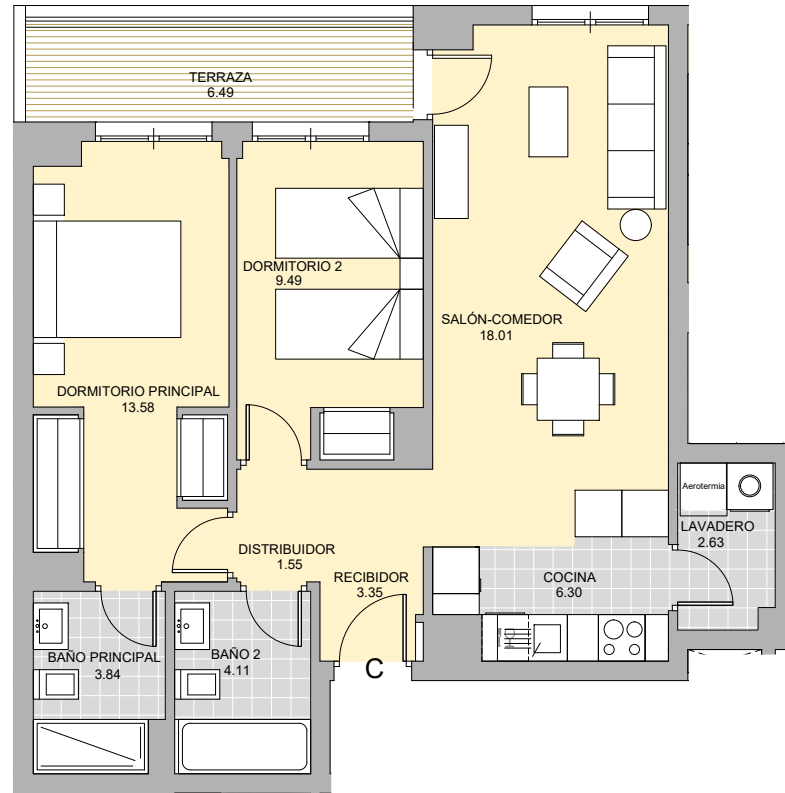 TERRAZA
6.49
DORMITORIO 2
9.49
SALÓN-COMEDOR
18.01
DORMITORIO PRINCIPAL
13.58
Aerotermia
LAVADERO
2.63
DISTRIBUIDOR
1.55
RECIBIDOR
3.35
COCINA
6.30
BAÑO PRINCIPAL
3.84
BAÑO 2
4.11
C